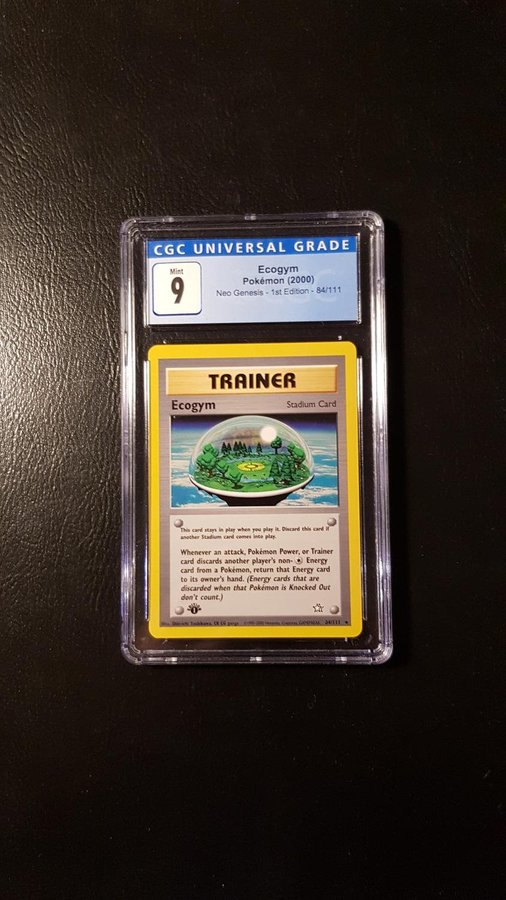 CGC UNIVERSAL GRADE
Mint
9
Ecogym
Pokémon (2000)
Neo Genesis - 1st Edition - 84/111
TRAINER
Ecogym Stadium Card
This card stays in play when you play it. Discard this card if
another Stadium card comes into play.
Whenever an attack, Pokémon Power, or Trainer
card discards another player's non- Energy
card from a Pokémon, return that Energy card
to its owner's hand. (Energy cards that are
discarded when that Pokémon is Knocked Out
don't count.)
84/111